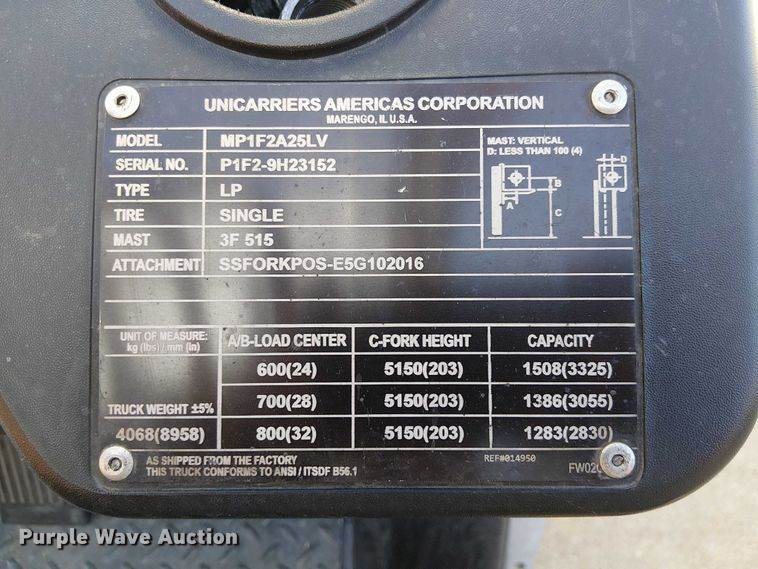 UNICARRIERS AMERICAS CORPORATION
MARENGO, IL U.S.A.
MODEL MP1F2A25LV
SERIAL NO. P1F2-9H23152
TYPE LP
TIRE SINGLE
MAST 3F 515
ATTACHMENT SSFORKPOS-E5G102016
MAST: VERTICAL
D: LESS THAN 100 (4)
D
A
B
C
UNIT OF MEASURE:
kg (lbs) / mm (in)
A/B-LOAD CENTER C-FORK HEIGHT CAPACITY
600(24) 5150(203) 1508(3325)
700(28) 5150(203) 1386(3055)
TRUCK WEIGHT ±5%
4068(8958) 800(32) 5150(203) 1283(2830)
AS SHIPPED FROM THE FACTORY
THIS TRUCK CONFORMS TO ANSI / ITSDF B56.1
REF#014950
Purple Wave Auction